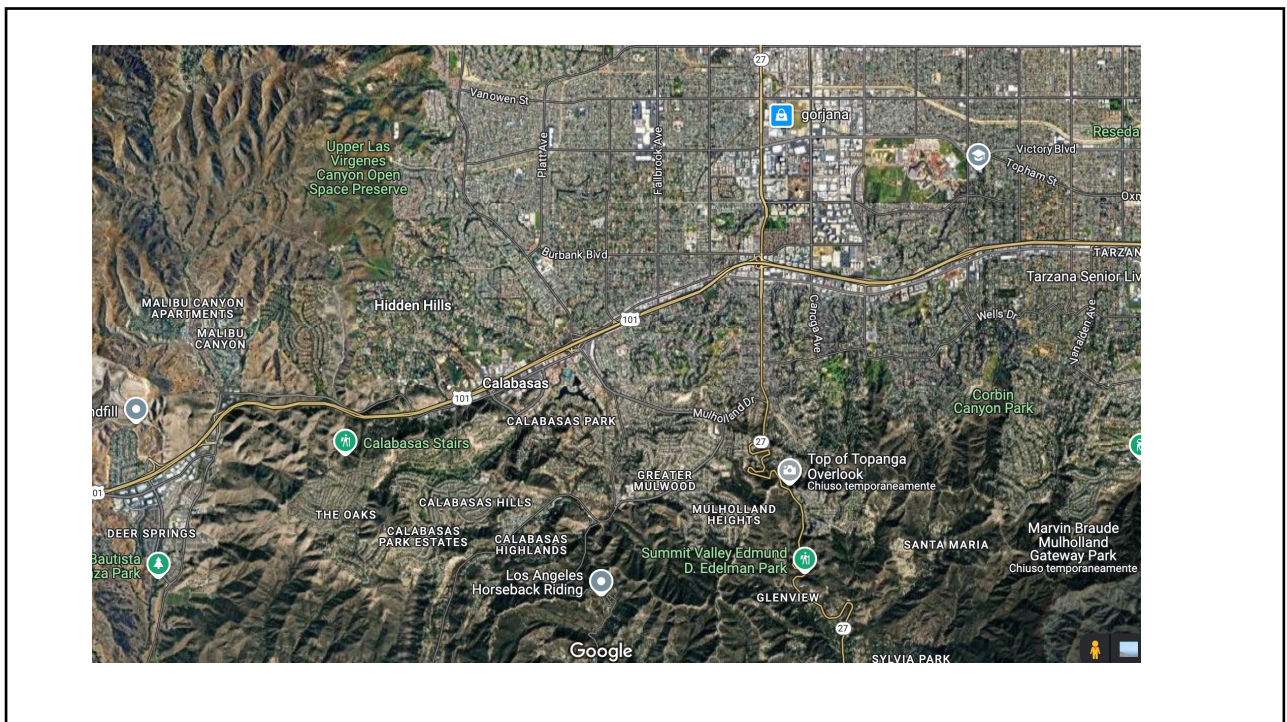 27
Vanowen St
gorjana
Platt Ave
Fallbrook Ave
Reseda
Victory Blvd
Topham St
Upper Las
Virgenes
Canyon Open
Space Preserve
Oxn
Burbank Blvd
TARZAN
Tarzana Senior Liv
MALIBU CANYON
APARTMENTS
Hidden Hills
MALIBU
CANYON
101
Canoga Ave
Wells Dr
Vanalden Ave
Calabasas
101
ndfill
CALABASAS PARK
Mulholland Dr
Corbin
Canyon Park
Calabasas Stairs
27
Top of Topanga
Overlook
Chiuso temporaneamente
GREATER
MULWOOD
01
CALABASAS HILLS
THE OAKS
MULHOLLAND
HEIGHTS
DEER SPRINGS
CALABASAS
PARK ESTATES
CALABASAS
HIGHLANDS
SANTA MARIA
Marvin Braude
Mulholland
Gateway Park
Chiuso temporaneamente
Bautista
za Park
Summit Valley Edmund
D. Edelman Park
Los Angeles
Horseback Riding
GLENVIEW
27
Google
SYLVIA PARK